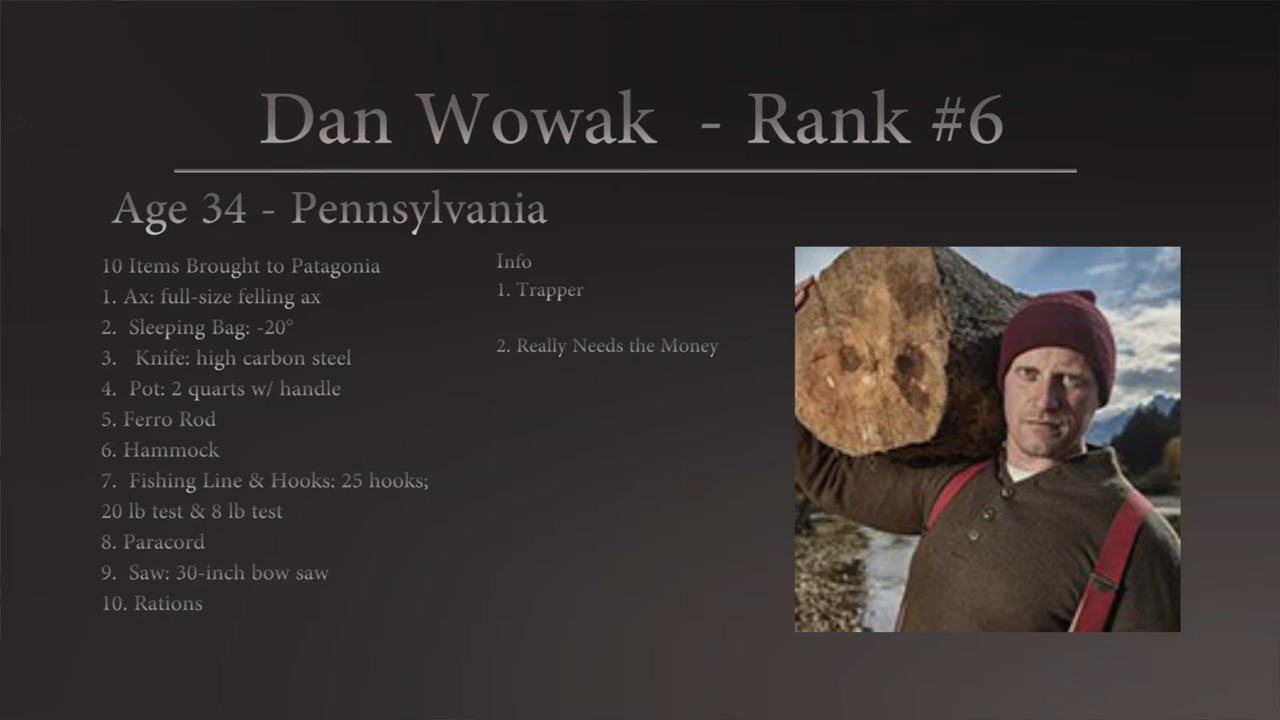 Dan Wowak - Rank #6
Age 34 - Pennsylvania
10 Items Brought to Patagonia
1. Ax: full-size felling ax
2. Sleeping Bag: -20°
3. Knife: high carbon steel
4. Pot: 2 quarts w/ handle
5. Ferro Rod
6. Hammock
7. Fishing Line & Hooks: 25 hooks;
20 lb test & 8 lb test
8. Paracord
9. Saw: 30-inch bow saw
10. Rations
Info
1. Trapper
2. Really Needs the Money